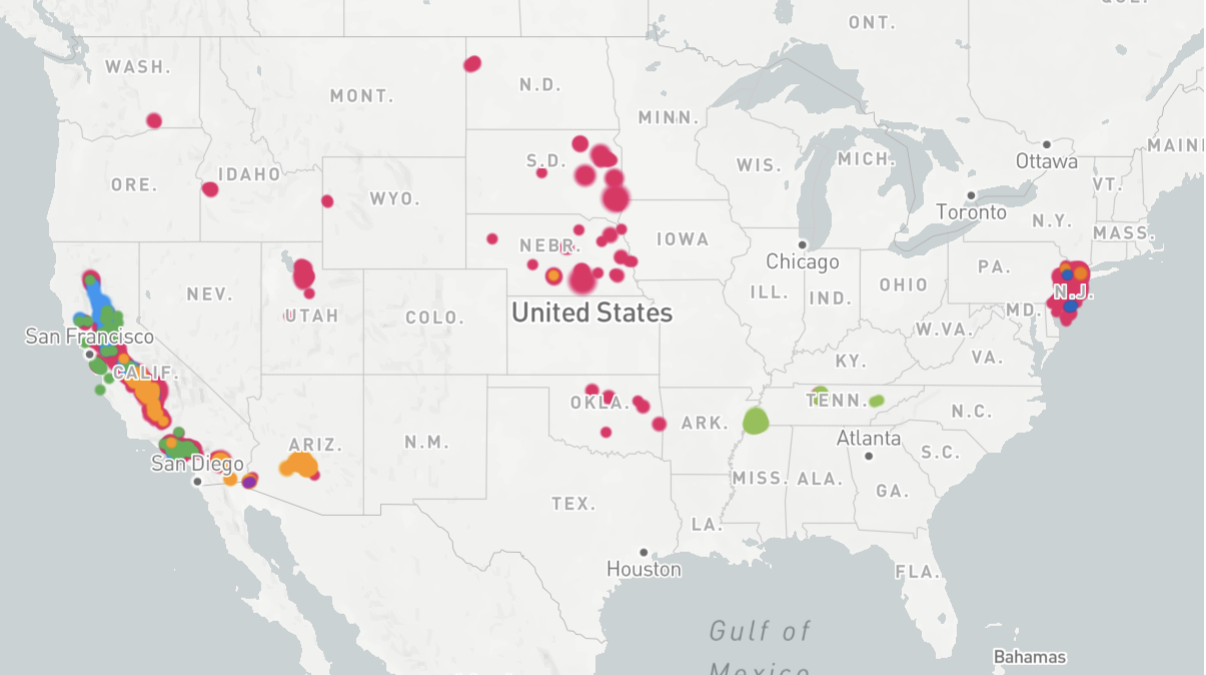 ONT.
WASH.
MONT.
N.D.
MINN.
ORE.
IDAHO
WYO.
S.D.
WIS.
MICH.
Ottawa
MAINE
VT.
Toronto
N.Y.
MASS.
NEBR.
IOWA
Chicago
PA.
N.J.
NEV.
UTAH
COLO.
United States
ILL.
IND.
OHIO
MD.
W.VA.
VA.
San Francisco
CALIF.
KY.
OKLA.
ARK.
TENN.
N.C.
Atlanta
S.C.
San Diego
ARIZ.
N.M.
TEX.
MISS.
ALA.
GA.
LA.
Houston
FLA.
Gulf of
Mexico
Bahamas